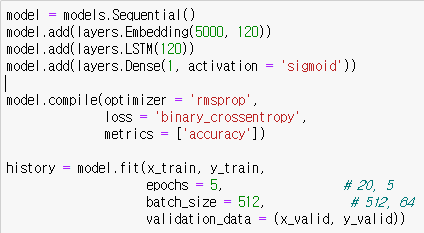 model = models.Sequential()
model.add(layers.Embedding(5000, 120))
model.add(layers.LSTM(120))
model.add(layers.Dense(1, activation = 'sigmoid'))
model.compile(optimizer = 'rmsprop',
loss = 'binary_crossentropy',
metrics = ['accuracy'])
history = model.fit(x_train, y_train,
epochs = 5, # 20, 5
batch_size = 512, # 512, 64
validation_data = (x_valid, y_valid))